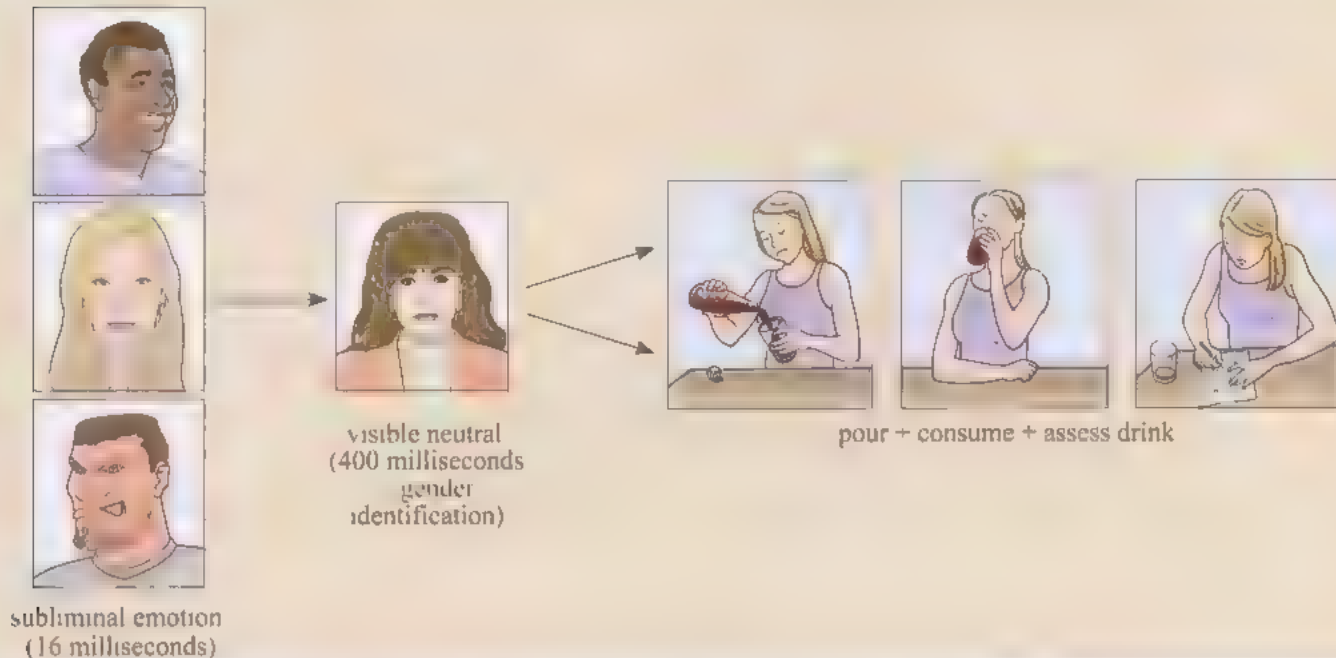 visible neutral
(400 milliseconds
gender
identification)
pour + consume + assess drink
subliminal emotion
(16 milliseconds)